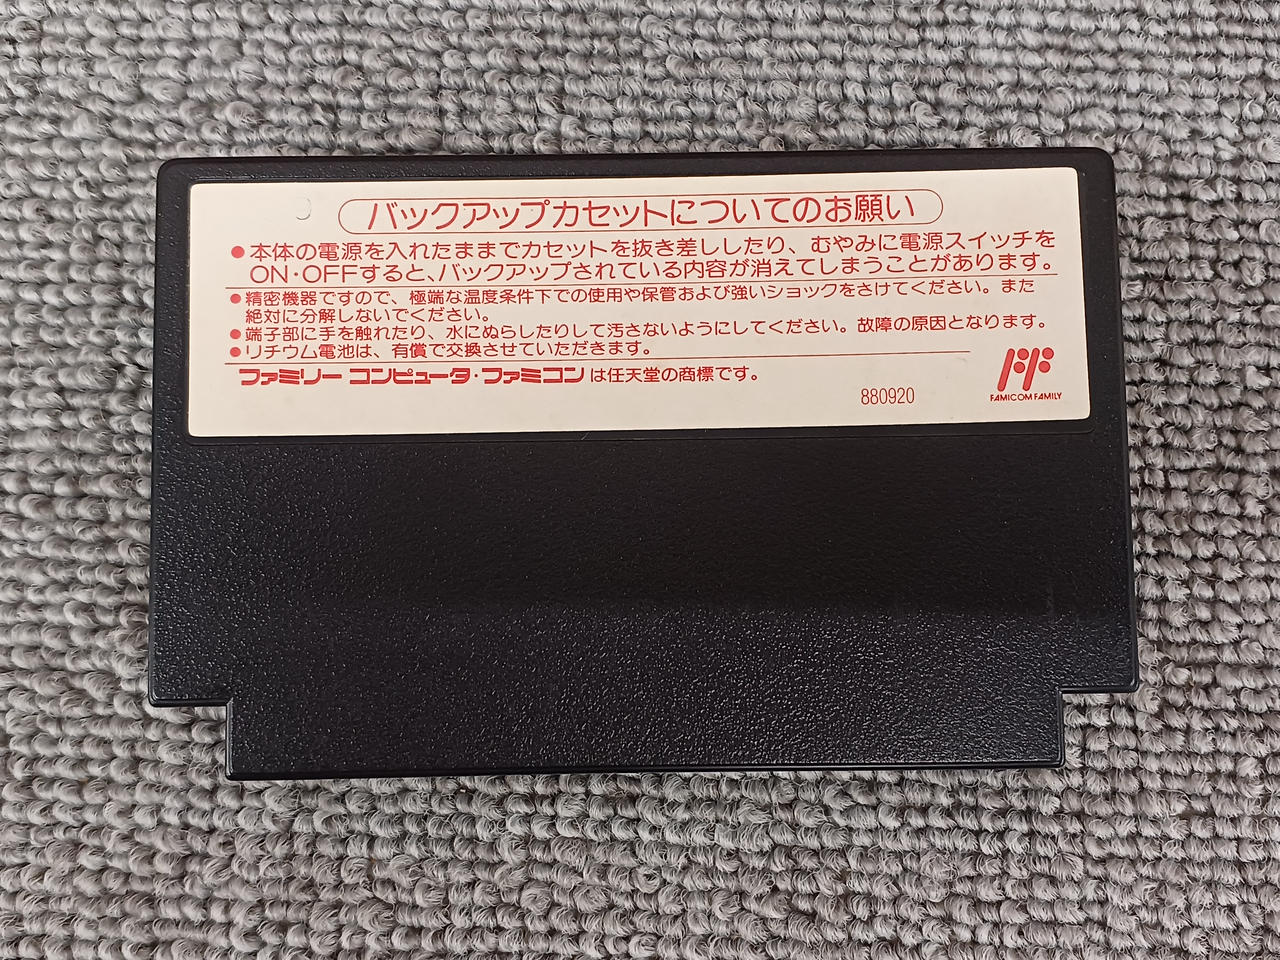 バックアップカセットについてのお願い
●本体の電源を入れたままでカセットを抜き差ししたり、むやみに電源スイッチを
ON・OFFすると、バックアップされている内容が消えてしまうことがあります。
●精密機器ですので、極端な温度条件下での使用や保管および強いショックをさけてください。また
絶対に分解しないでください。
●端子部に手を触れたり、水にぬらしたりして汚さないようにしてください。故障の原因となります。
●リチウム電池は、有償で交換させていただきます。
ファミリーコンピュータ・ファミコンは任天堂の商標です。
880920
FAMICOM FAMILY